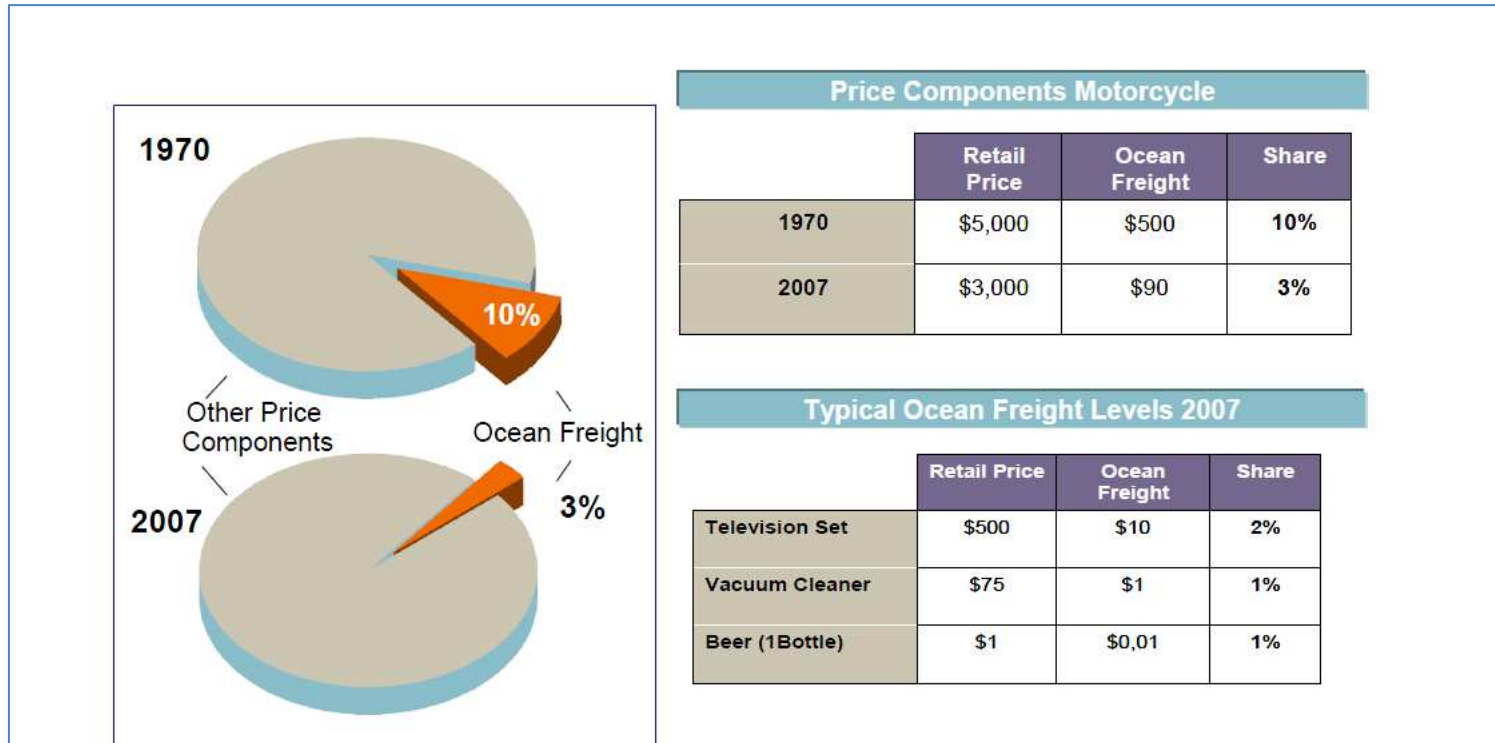 1970
10%
Other Price
Components
Ocean Freight
2007
3%
Price Components Motorcycle
Retail Price Ocean Freight Share
1970 $5,000 $500 10%
2007 $3,000 $90 3%
Typical Ocean Freight Levels 2007
Retail Price Ocean Freight Share
Television Set $500 $10 2%
Vacuum Cleaner $75 $1 1%
Beer (1Bottle) $1 $0,01 1%